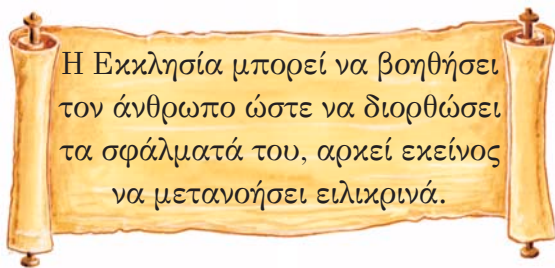 Η Εκκλησία μπορεί να βοηθήσει
τον άνθρωπο ώστε να διορθώσει
τα σφάλματά του, αρκεί εκείνος
να μετανοήσει ειλικρινά.